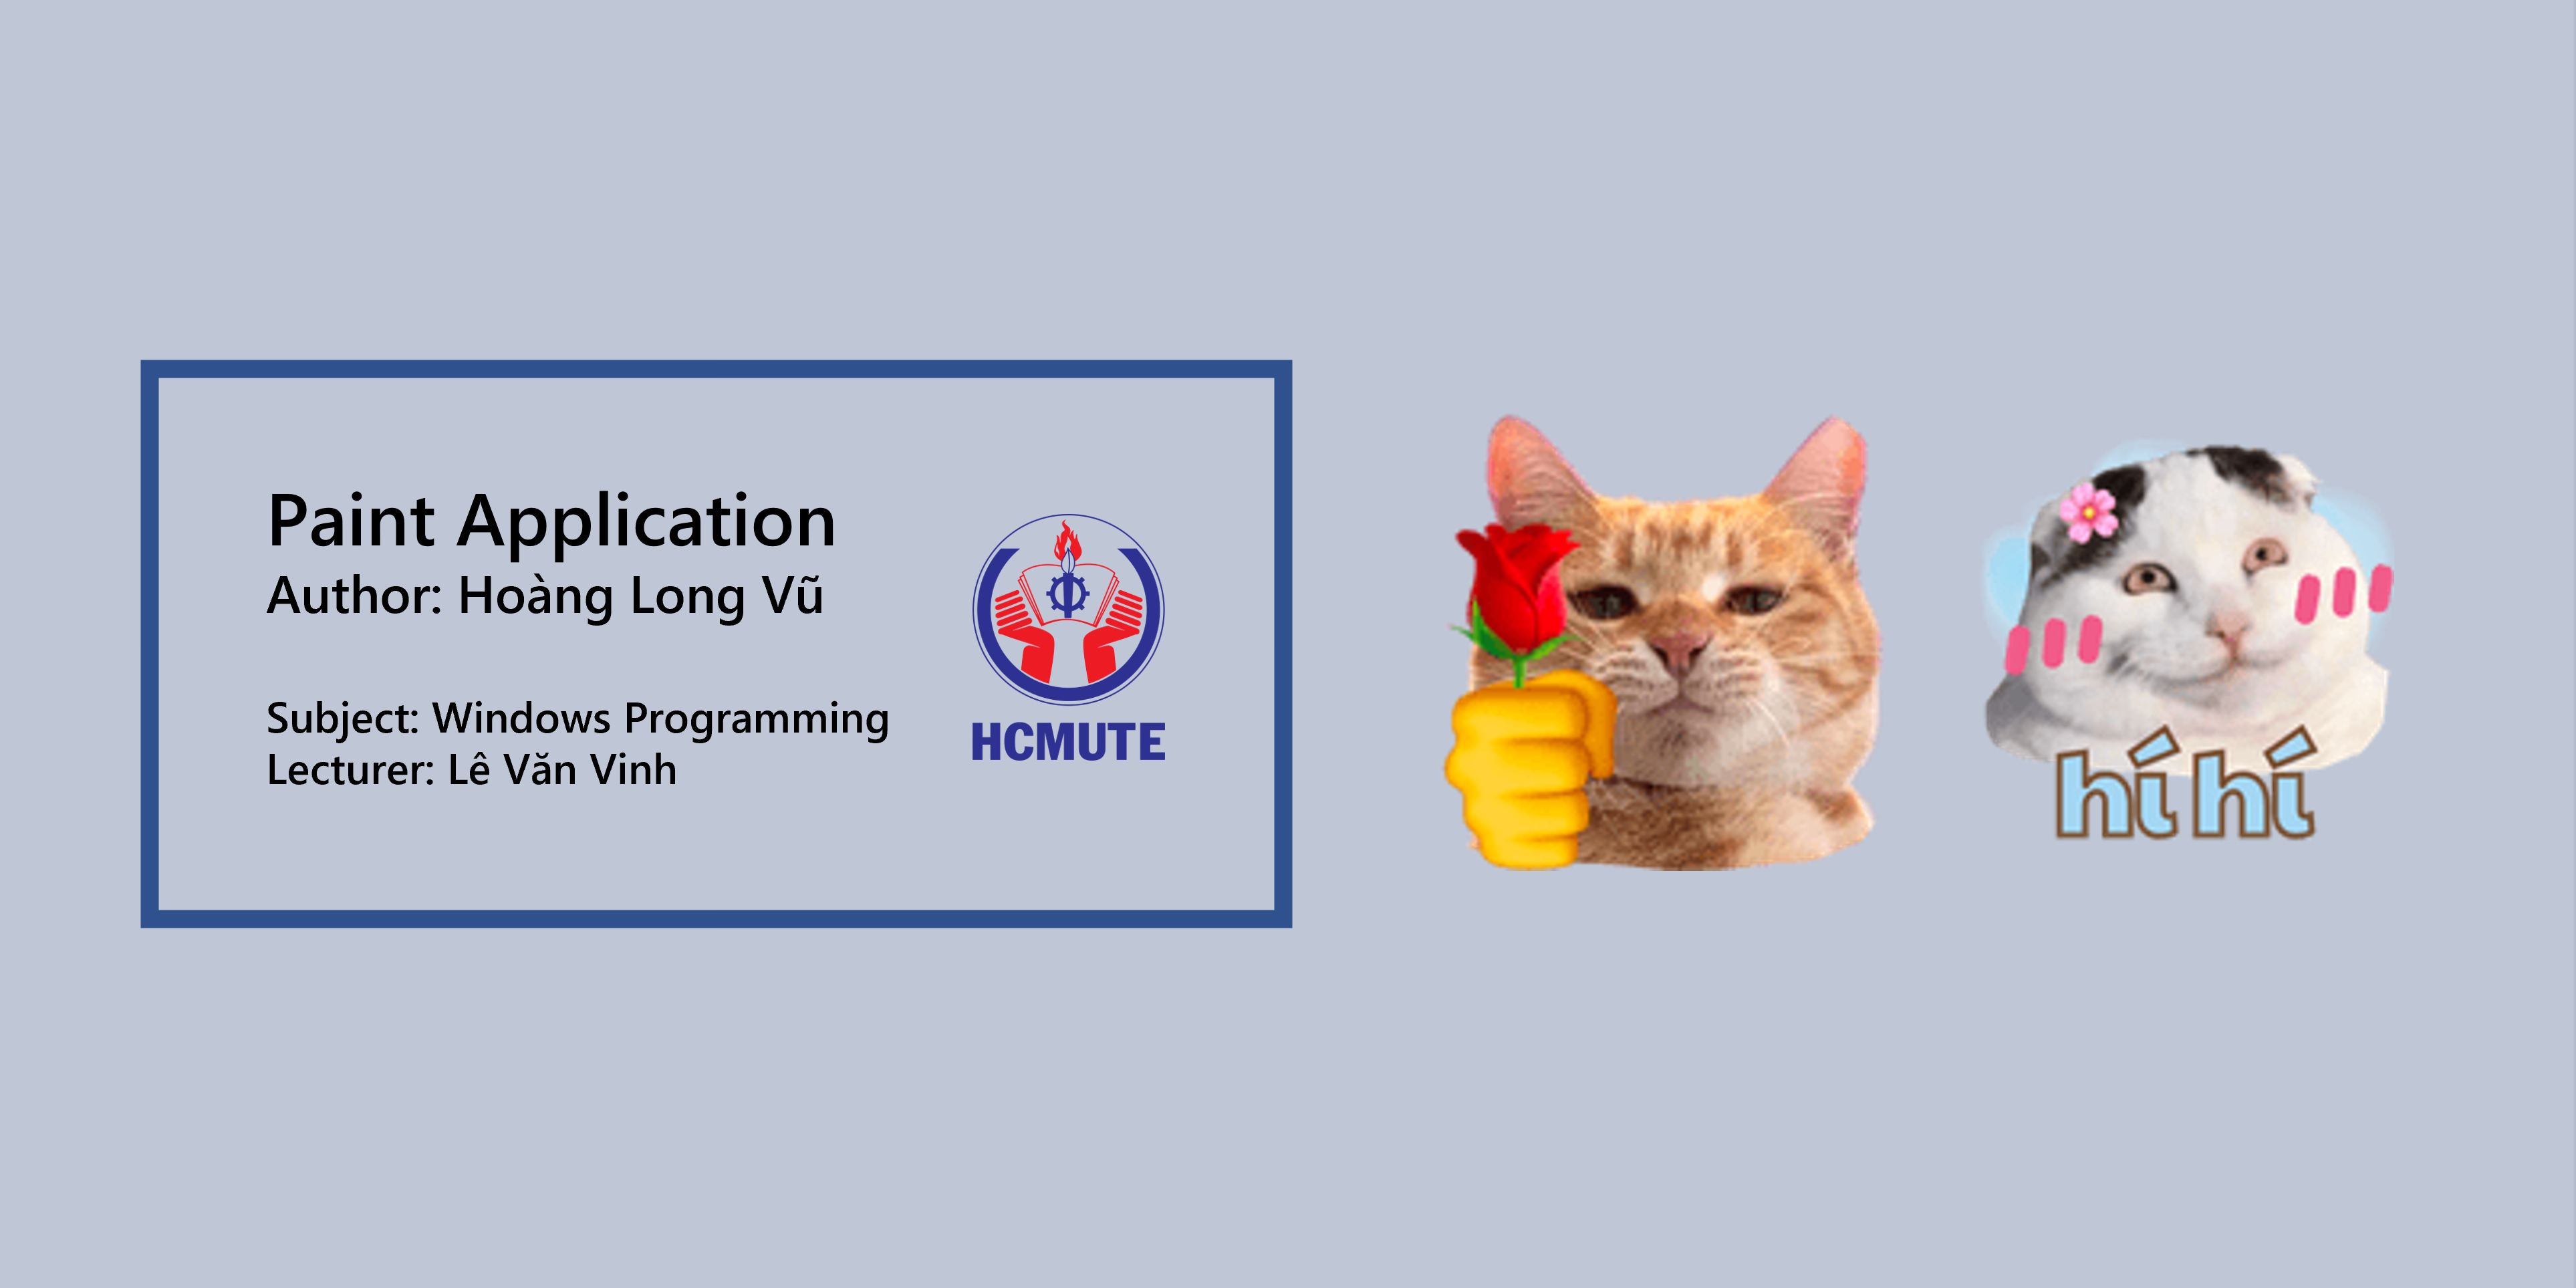 Paint Application
Author: Hoàng Long Vũ
Subject: Windows Programming
Lecturer: Lê Văn Vinh
HCMUTE
hí hí